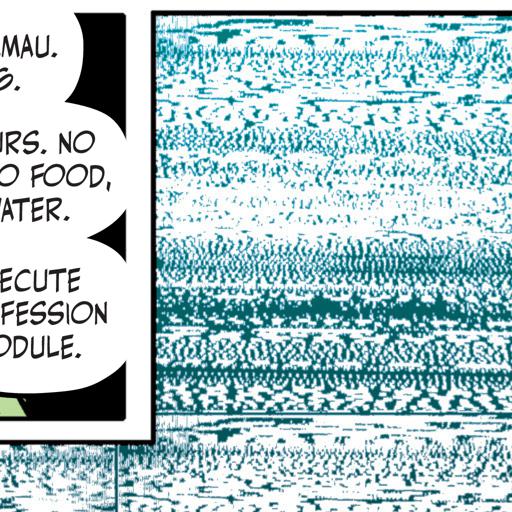 MAU.
S.
URS. NO
O FOOD,
WATER.
ECUTE
FESSION
ODULE.